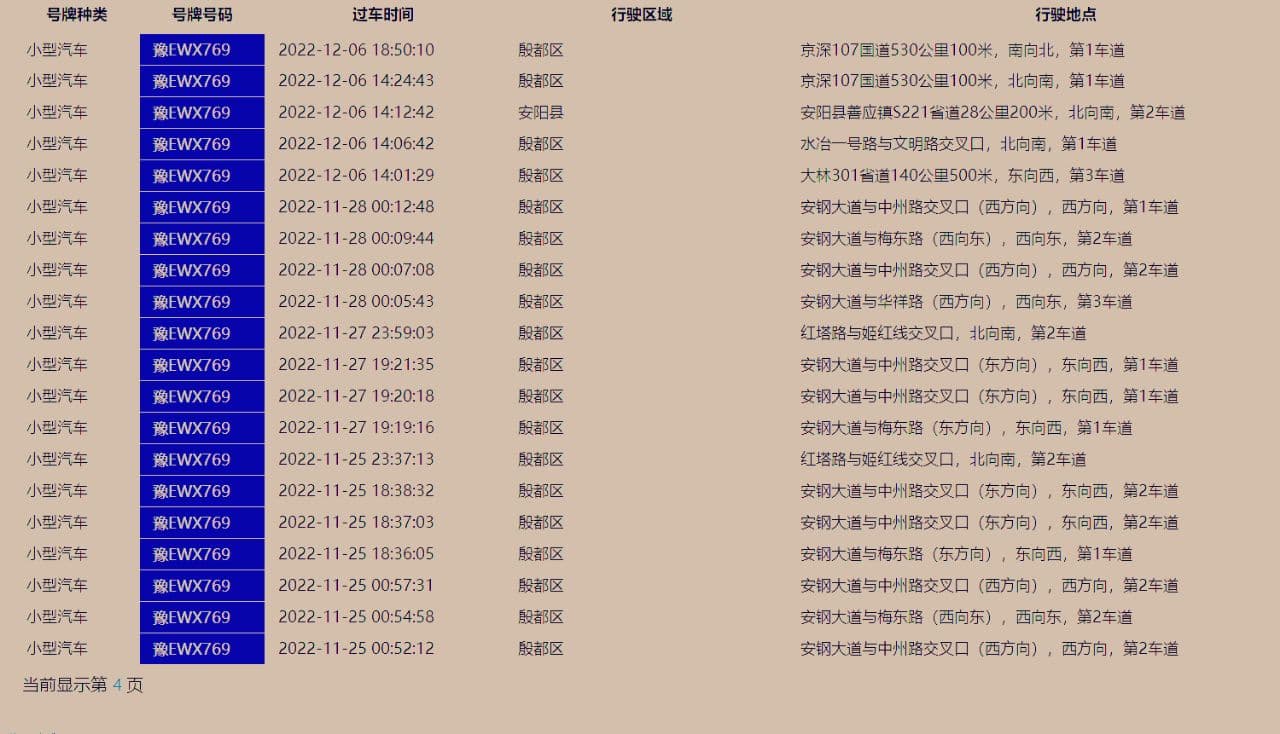 号牌种类 号牌号码 过车时间 行驶区域 行驶地点
小型汽车 豫EWX769 2022-12-06 18:50:10 殷都区 京深107国道530公里100米，南向北，第1车道
小型汽车 豫EWX769 2022-12-06 14:24:43 殷都区 京深107国道530公里100米，北向南，第1车道
小型汽车 豫EWX769 2022-12-06 14:12:42 安阳县 安阳县善应镇S221省道28公里200米，北向南，第2车道
小型汽车 豫EWX769 2022-12-06 14:06:42 殷都区 水冶一号路与文明路交叉口，北向南，第1车道
小型汽车 豫EWX769 2022-12-06 14:01:29 殷都区 大林301省道140公里500米，东向西，第3车道
小型汽车 豫EWX769 2022-11-28 00:12:48 殷都区 安钢大道与中州路交叉口（西方向），西方向，第1车道
小型汽车 豫EWX769 2022-11-28 00:09:44 殷都区 安钢大道与梅东路（西向东），西向东，第2车道
小型汽车 豫EWX769 2022-11-28 00:07:08 殷都区 安钢大道与中州路交叉口（西方向），西方向，第2车道
小型汽车 豫EWX769 2022-11-28 00:05:43 殷都区 安钢大道与华祥路（西方向），西向东，第3车道
小型汽车 豫EWX769 2022-11-27 23:59:03 殷都区 红塔路与姬红线交叉口，北向南，第2车道
小型汽车 豫EWX769 2022-11-27 19:21:35 殷都区 安钢大道与中州路交叉口（东方向），东向西，第1车道
小型汽车 豫EWX769 2022-11-27 19:20:18 殷都区 安钢大道与中州路交叉口（东方向），东向西，第1车道
小型汽车 豫EWX769 2022-11-27 19:19:16 殷都区 安钢大道与梅东路（东方向），东向西，第1车道
小型汽车 豫EWX769 2022-11-25 23:37:13 殷都区 红塔路与姬红线交叉口，北向南，第2车道
小型汽车 豫EWX769 2022-11-25 18:38:32 殷都区 安钢大道与中州路交叉口（东方向），东向西，第2车道
小型汽车 豫EWX769 2022-11-25 18:37:03 殷都区 安钢大道与中州路交叉口（东方向），东向西，第2车道
小型汽车 豫EWX769 2022-11-25 18:36:05 殷都区 安钢大道与梅东路（东方向），东向西，第1车道
小型汽车 豫EWX769 2022-11-25 00:57:31 殷都区 安钢大道与中州路交叉口（西方向），西方向，第2车道
小型汽车 豫EWX769 2022-11-25 00:54:58 殷都区 安钢大道与梅东路（西向东），西向东，第2车道
小型汽车 豫EWX769 2022-11-25 00:52:12 殷都区 安钢大道与中州路交叉口（西方向），西方向，第2车道
当前显示第 4 页